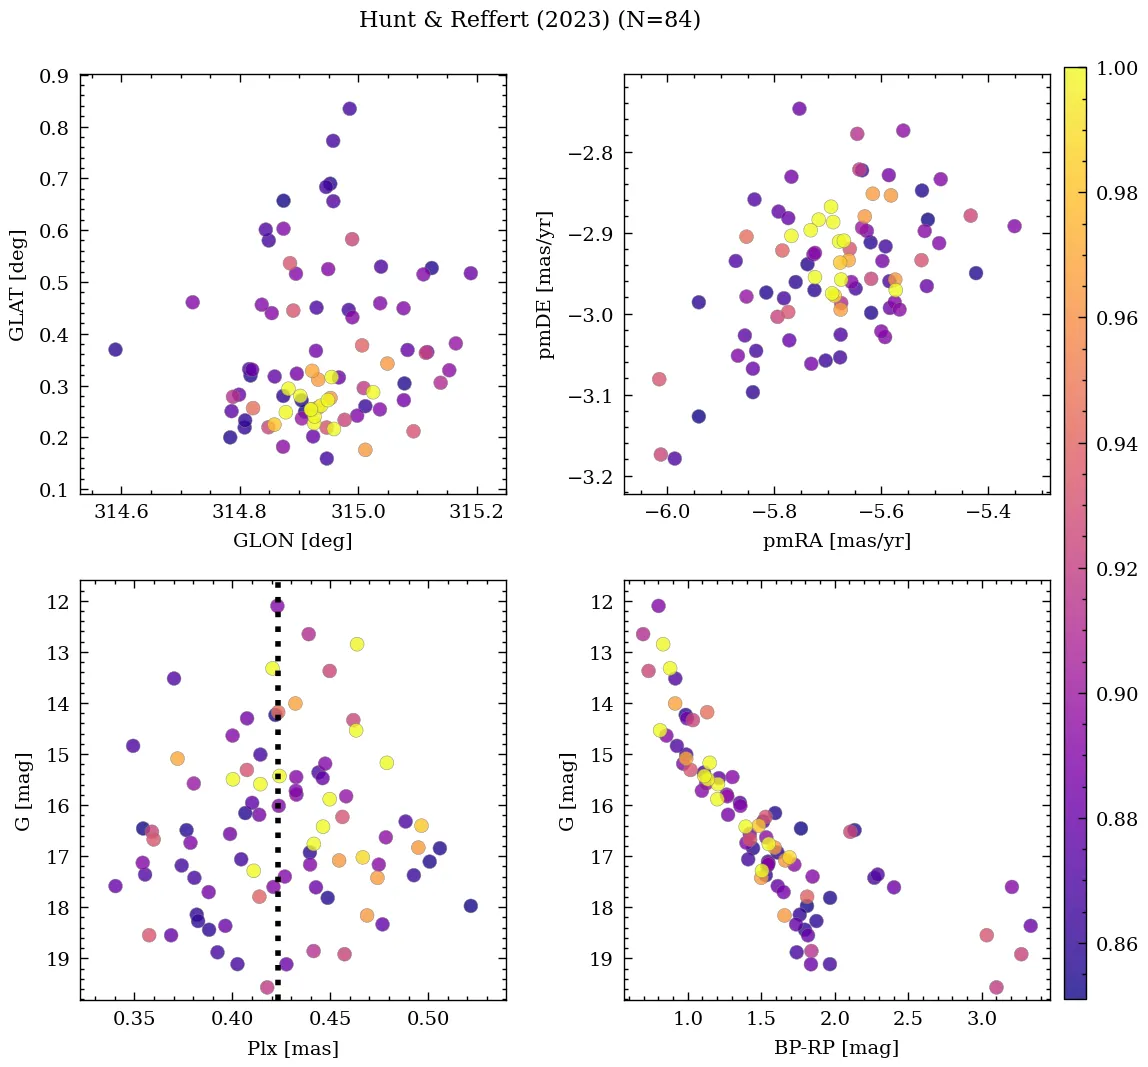 Hunt & Reffert (2023) (N=84)
0.9
0.8
0.7
0.6
0.5
0.4
0.3
0.2
0.1
GLAT [deg]
314.6 314.8 315.0 315.2
GLON [deg]
−2.8
−2.9
−3.0
−3.1
−3.2
pmDE [mas/yr]
−6.0 −5.8 −5.6 −5.4
pmRA [mas/yr]
1.00
0.98
0.96
0.94
0.92
0.90
0.88
0.86
12
13
14
15
16
17
18
19
G [mag]
0.35 0.40 0.45 0.50
Plx [mas]
12
13
14
15
16
17
18
19
G [mag]
1.0 1.5 2.0 2.5 3.0
BP-RP [mag]